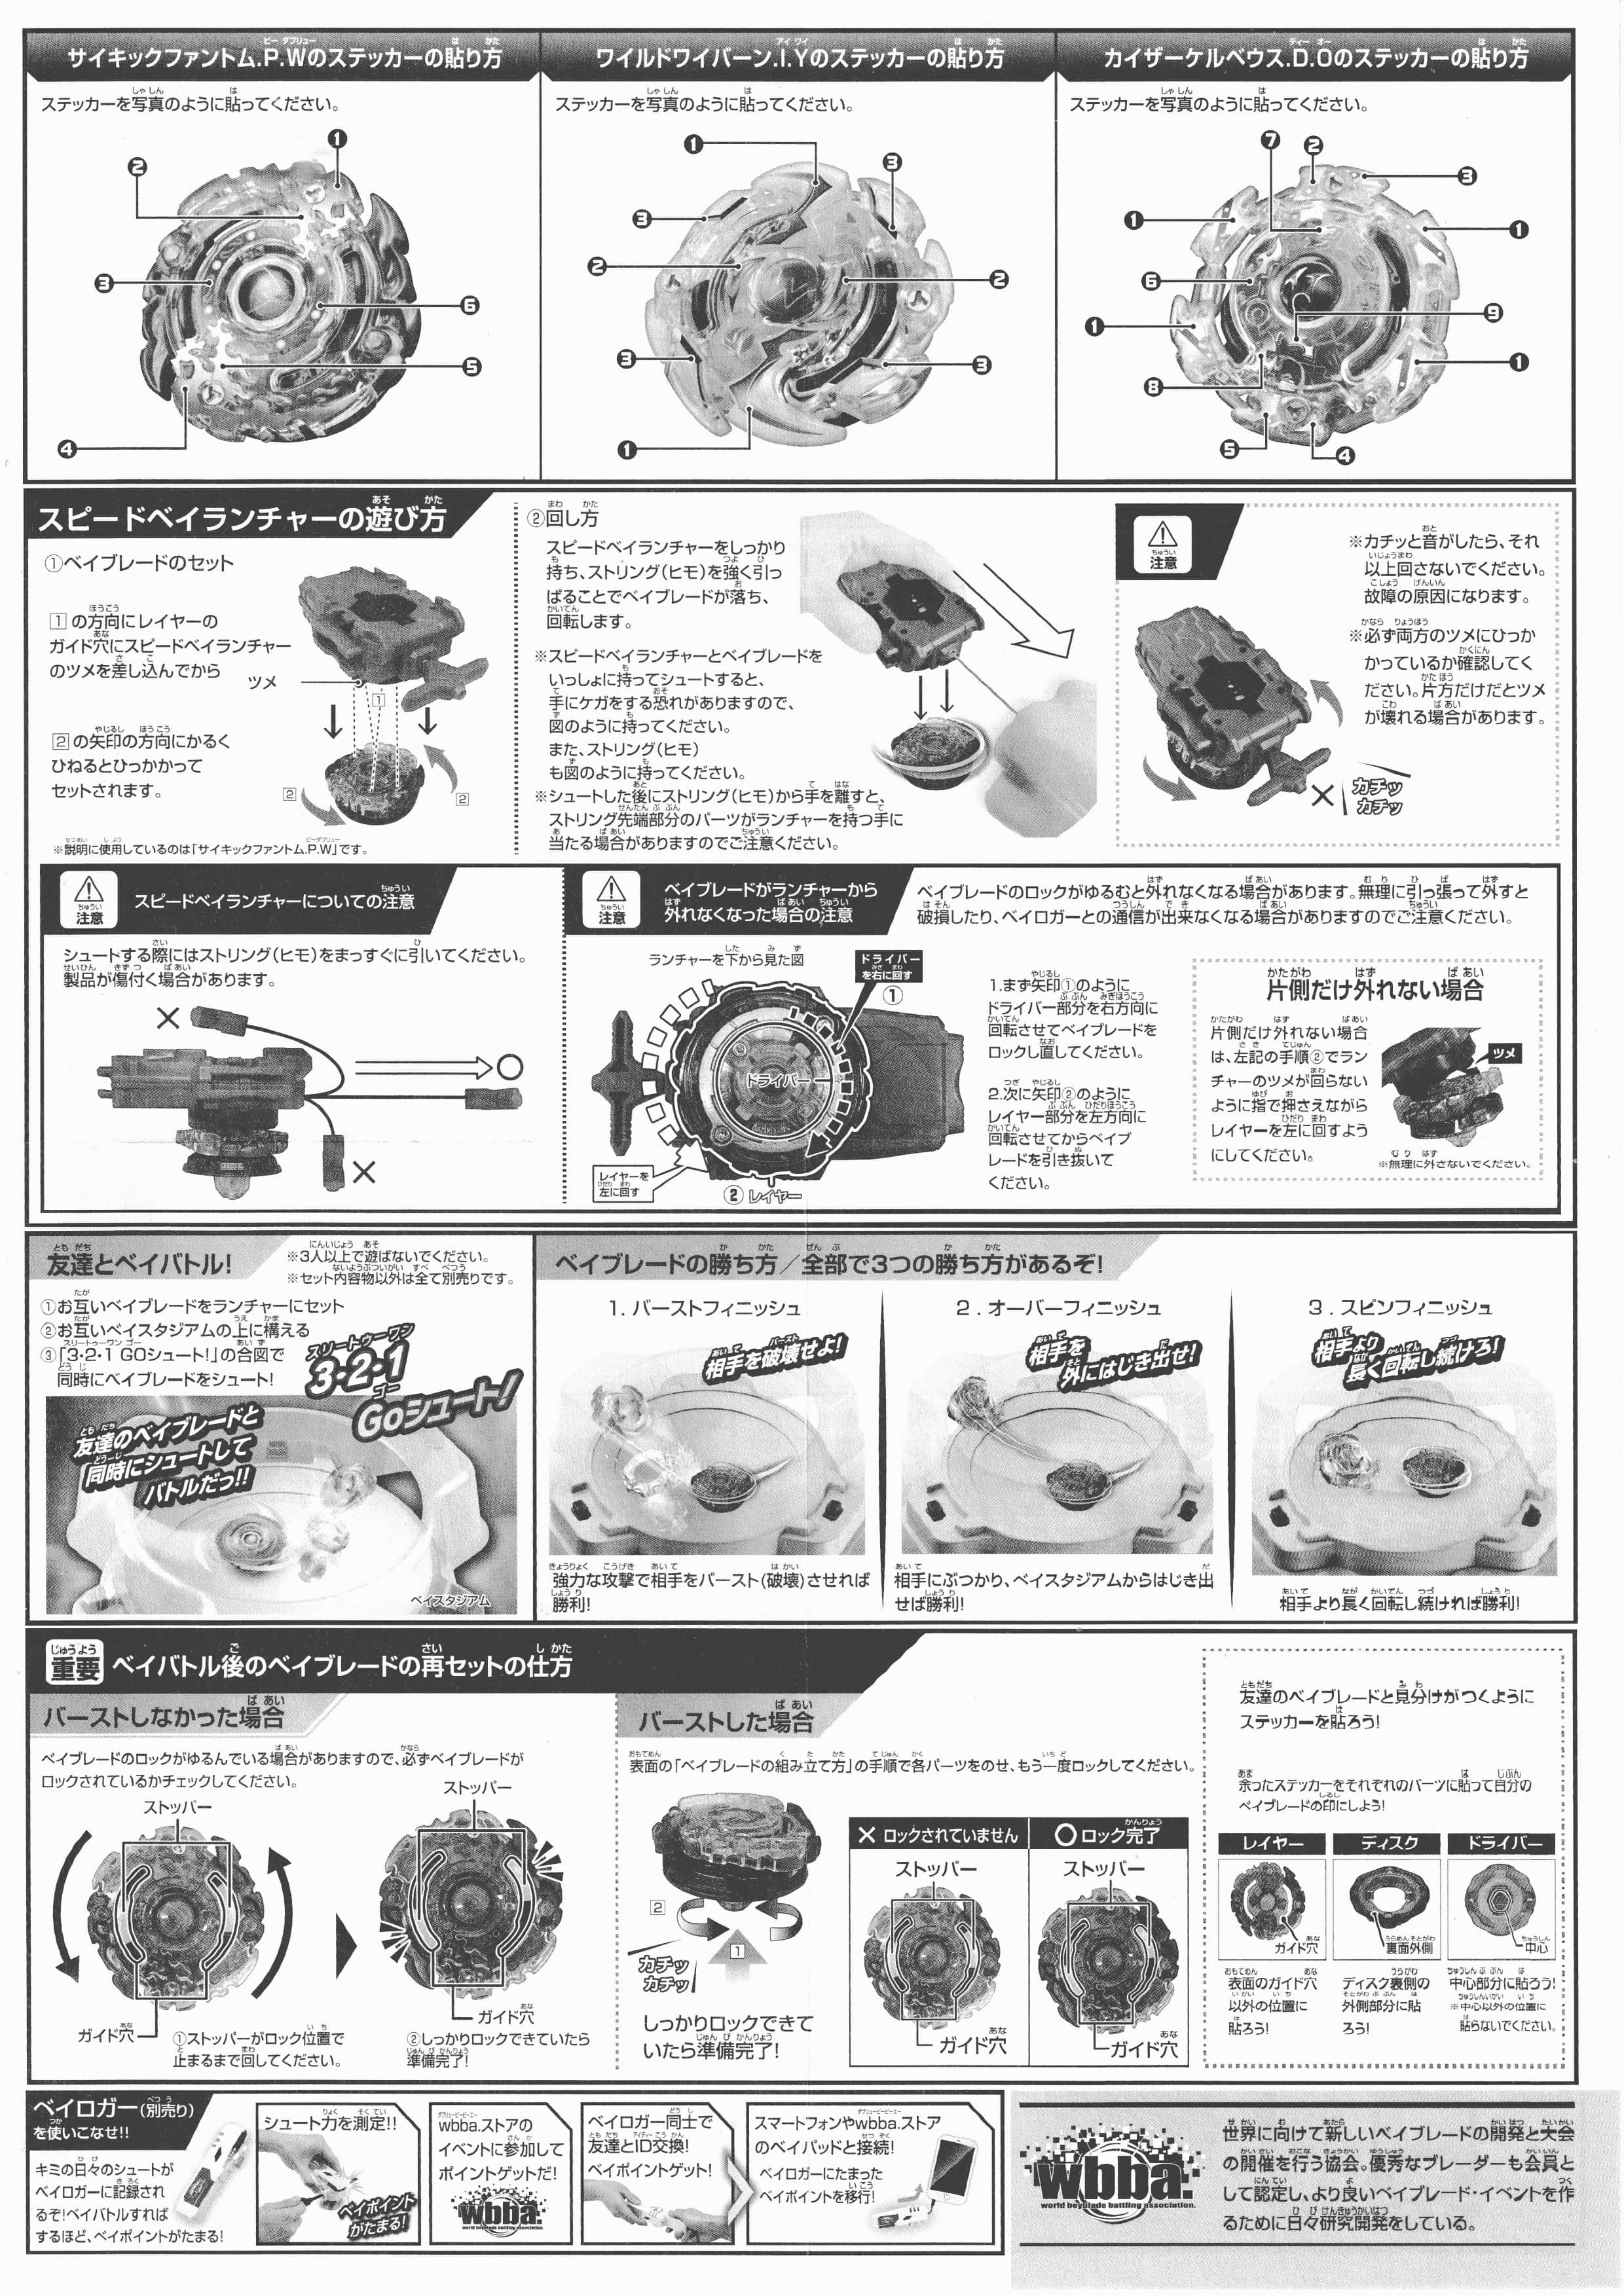 サイキックファントム.P.Wのステッカーの貼り方
ステッカーを写真のように貼ってください。
1
2
3
6
5
4
ワイルドワイバーン.I.Yのステッカーの貼り方
ステッカーを写真のように貼ってください。
1
3
3
2
2
3
3
1
カイザーケルベウス.D.Oのステッカーの貼り方
ステッカーを写真のように貼ってください。
7
2
3
1
1
6
9
1
1
8
5
4
スピードベイランチャーの遊び方
①ベイブレードのセット
1 の方向にレイヤーの
ガイド穴にスピードベイランチャー
のツメを差し込んでから
ツメ
1
2 の矢印の方向にかるく
ひねるとひっかかって
セットされます。
2
2
※説明に使用しているのは「サイキックファントム.P.W」です。
②回し方
スピードベイランチャーをしっかり
持ち、ストリング(ヒモ)を強く引っ
ぱることでベイブレードが落ち、
回転します。
※スピードベイランチャーとベイブレードを
いっしょに持ってシュートすると、
手にケガをする恐れがありますので、
図のように持ってください。
また、ストリング(ヒモ)
も図のように持ってください。
※シュートした後にストリング(ヒモ)から手を離すと、
ストリング先端部分のパーツがランチャーを持つ手に
当たる場合がありますのでご注意ください。
注意
※カチッと音がしたら、それ
以上回さないでください。
故障の原因になります。
※必ず両方のツメにひっか
かっているか確認してく
ださい。片方だけだとツメ
が壊れる場合があります。
×
カチッ
カチッ
注意
スピードベイランチャーについての注意
シュートする際にはストリング(ヒモ)をまっすぐに引いてください。
製品が傷付く場合があります。
×
○
×
注意
ベイブレードがランチャーから
外れなくなった場合の注意
ベイブレードのロックがゆるむと外れなくなる場合があります。無理に引っ張って外すと
破損したり、ベイロガーとの通信が出来なくなる場合がありますのでご注意ください。
ランチャーを下から見た図
ドライバー
を右に回す
①
ドライバー
レイヤーを
左に回す
② レイヤー
1.まず矢印①のように
ドライバー部分を右方向に
回転させてベイブレードを
ロックし直してください。
2.次に矢印②のように
レイヤー部分を左方向に
回転させてからベイブ
レードを引き抜いて
ください。
片側だけ外れない場合
片側だけ外れない場合
は、左記の手順②でラン
チャーのツメが回らない
ように指で押さえながら
レイヤーを左に回すよう
にしてください。
ツメ
※無理に外さないでください。
友達とベイバトル!
※3人以上で遊ばないでください。
※セット内容物以外は全て別売りです。
①お互いベイブレードをランチャーにセット
②お互いベイスタジアムの上に構える
③「3・2・1 GOシュート!」の合図で
同時にベイブレードをシュート!
3・2・1
Goシュート!
友達のベイブレードと
同時にシュートして
バトルだっ!!
ベイスタジアム
ベイブレードの勝ち方/全部で3つの勝ち方があるぞ!
1.バーストフィニッシュ
相手を破壊せよ!
強力な攻撃で相手をバースト(破壊)させれば
勝利!
2.オーバーフィニッシュ
相手を
外にはじき出せ!
相手にぶつかり、ベイスタジアムからはじき出
せば勝利!
3.スピンフィニッシュ
相手より
長く回転し続けろ!
相手より長く回転し続ければ勝利!
重要 ベイバトル後のベイブレードの再セットの仕方
バーストしなかった場合
ベイブレードのロックがゆるんでいる場合がありますので、必ずベイブレードが
ロックされているかチェックしてください。
ストッパー
ストッパー
ガイド穴
①ストッパーがロック位置で
止まるまで回してください。
ガイド穴
②しっかりロックできていたら
準備完了!
バーストした場合
表面の「ベイブレードの組み立て方」の手順で各パーツをのせ、もう一度ロックしてください。
2
1
カチッ
カチッ
しっかりロックできて
いたら準備完了!
× ロックされていません
ストッパー
ガイド穴
○ロック完了
ストッパー
ガイド穴
友達のベイブレードと見分けがつくように
ステッカーを貼ろう!
余ったステッカーをそれぞれのパーツに貼って自分の
ベイブレードの印にしよう!
レイヤー
ガイド穴
表面のガイド穴
以外の位置に
貼ろう!
ディスク
裏面外側
ディスク裏側の
外側部分に貼
ろう!
ドライバー
中心
中心部分に貼ろう!
※中心以外の位置に
貼らないでください。
ベイロガー(別売り)
を使いこなせ!!
キミの日々のシュートが
ベイロガーに記録され
るぞ!ベイバトルすれば
するほど、ベイポイントがたまる!
シュート力を測定!!
ベイポイント
がたまる!
wbba.ストアの
イベントに参加して
ポイントゲットだ!
wbba.
world beyblade battling association.
ベイロガー同士で
友達とID交換!
ベイポイントゲット!
スマートフォンやwbba.ストア
のベイパッドと接続!
ベイロガーにたまった
ベイポイントを移行!
wbba.
world beyblade battling association.
世界に向けて新しいベイブレードの開発と大会
の開催を行う協会。優秀なブレーダーも会員と
して認定し、より良いベイブレード・イベントを作
るために日々研究開発をしている。